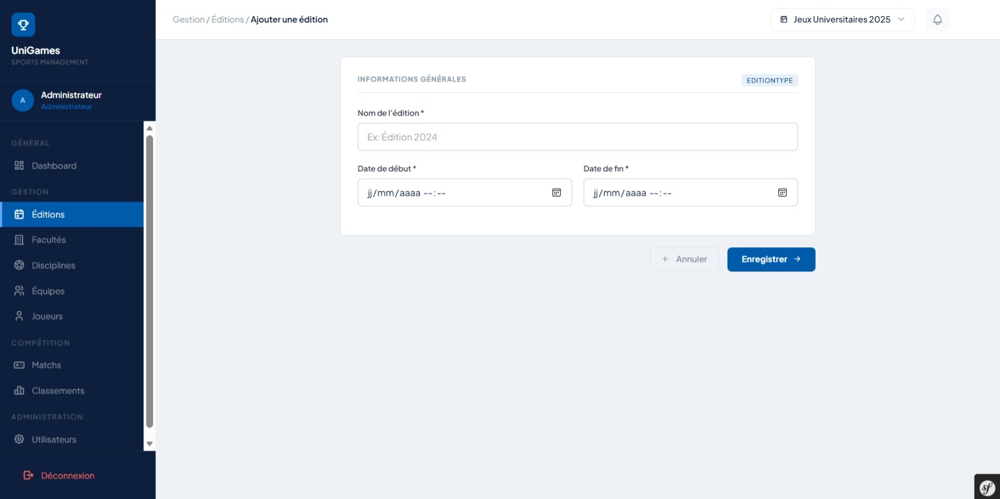 UniGames
SPORTS MANAGEMENT
A
Administrateur
Administrateur
GÉNÉRAL
Dashboard
GESTION
Éditions
Facultés
Disciplines
Équipes
Joueurs
COMPÉTITION
Matchs
Classements
ADMINISTRATION
Utilisateurs
Déconnexion
Gestion / Éditions / Ajouter une édition
Jeux Universitaires 2025
INFORMATIONS GÉNÉRALES
EDITIONTYPE
Nom de l'édition *
Ex: Édition 2024
Date de début *
Date de fin *
jj/mm/aaaa --:--
jj/mm/aaaa --:--
← Annuler
Enregistrer →
sf